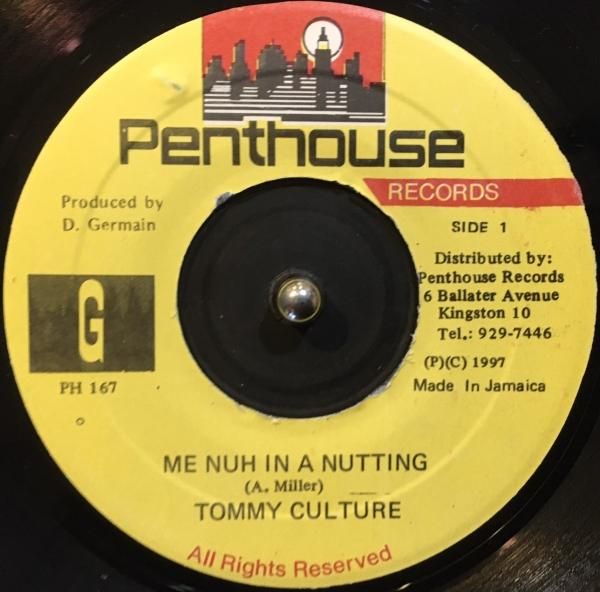 Penthouse
RECORDS
Produced by
D. Germain
SIDE 1
Distributed by:
Penthouse Records
6 Ballater Avenue
Kingston 10
Tel.: 929-7446
G
PH 167
(P)(C) 1997
Made In Jamaica
ME NUH IN A NUTTING
(A. Miller)
TOMMY CULTURE
All Rights Reserved